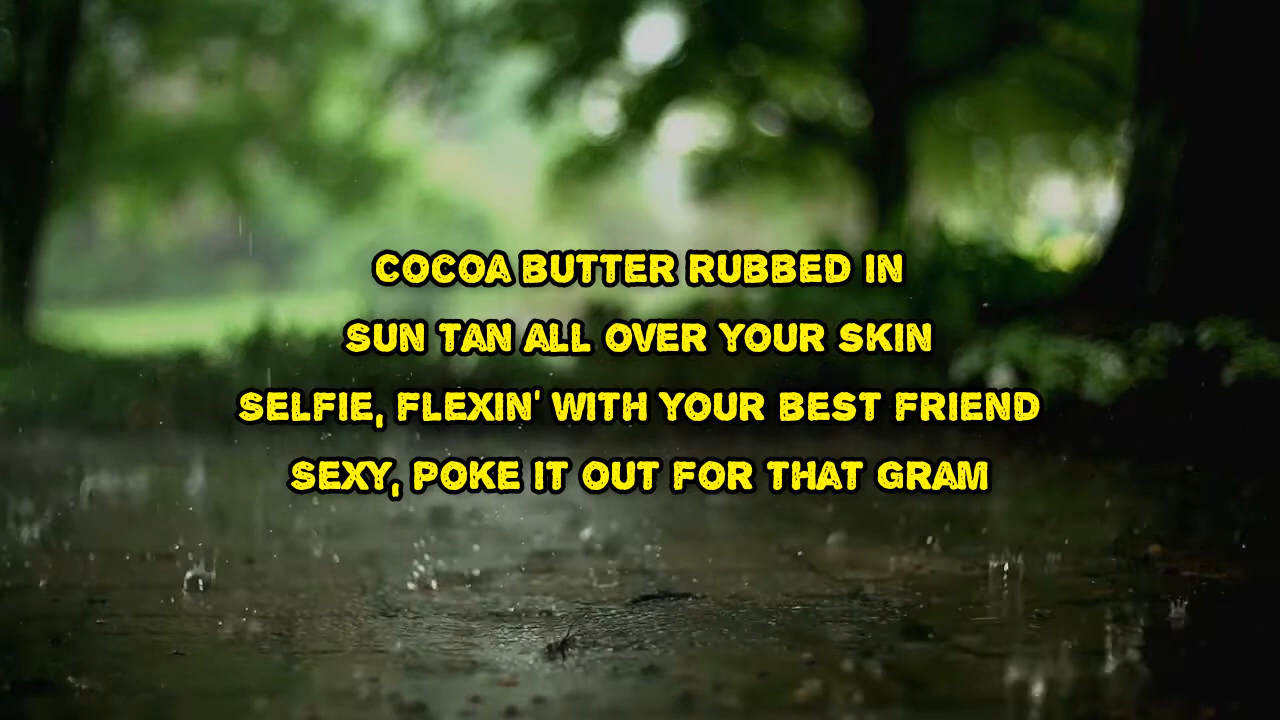 COCOA BUTTER RUBBED IN
SUN TAN ALL OVER YOUR SKIN
SELFIE, FLEXIN' WITH YOUR BEST FRIEND
SEXY, POKE IT OUT FOR THAT GRAM